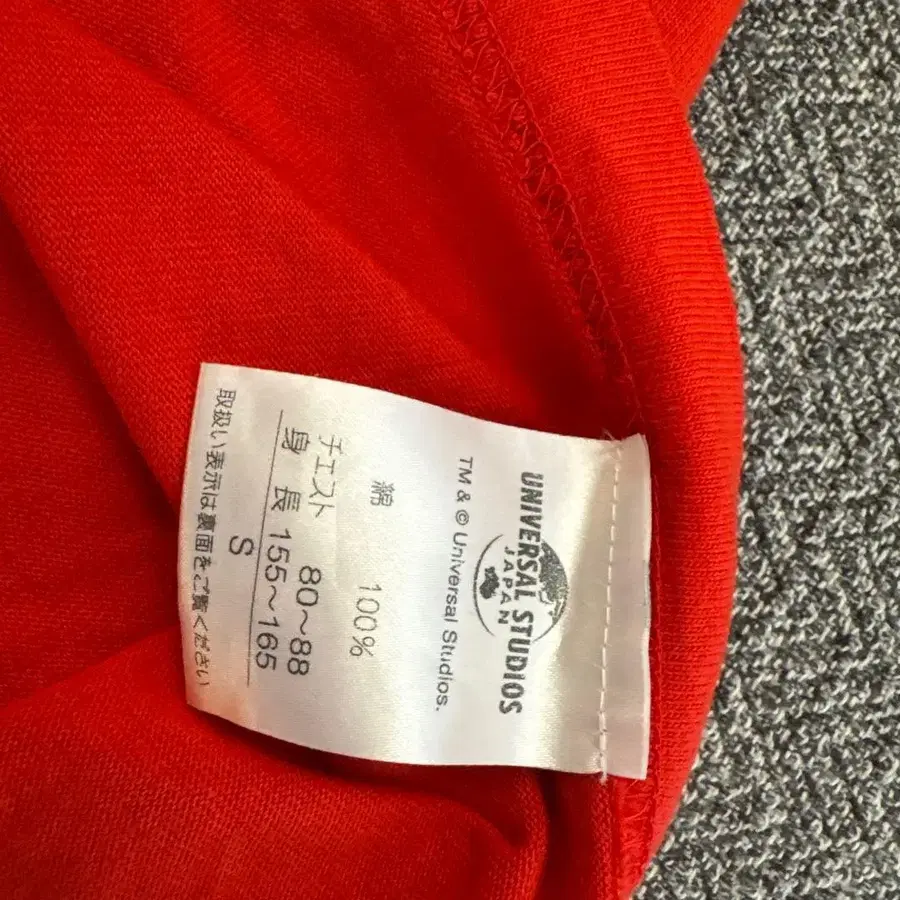 UNIVERSAL STUDIOS
JAPAN
TM & © Universal Studios.
綿 100%
チェスト 80～88
身 長 155～165
S
取扱い表示は裏面をご覧ください